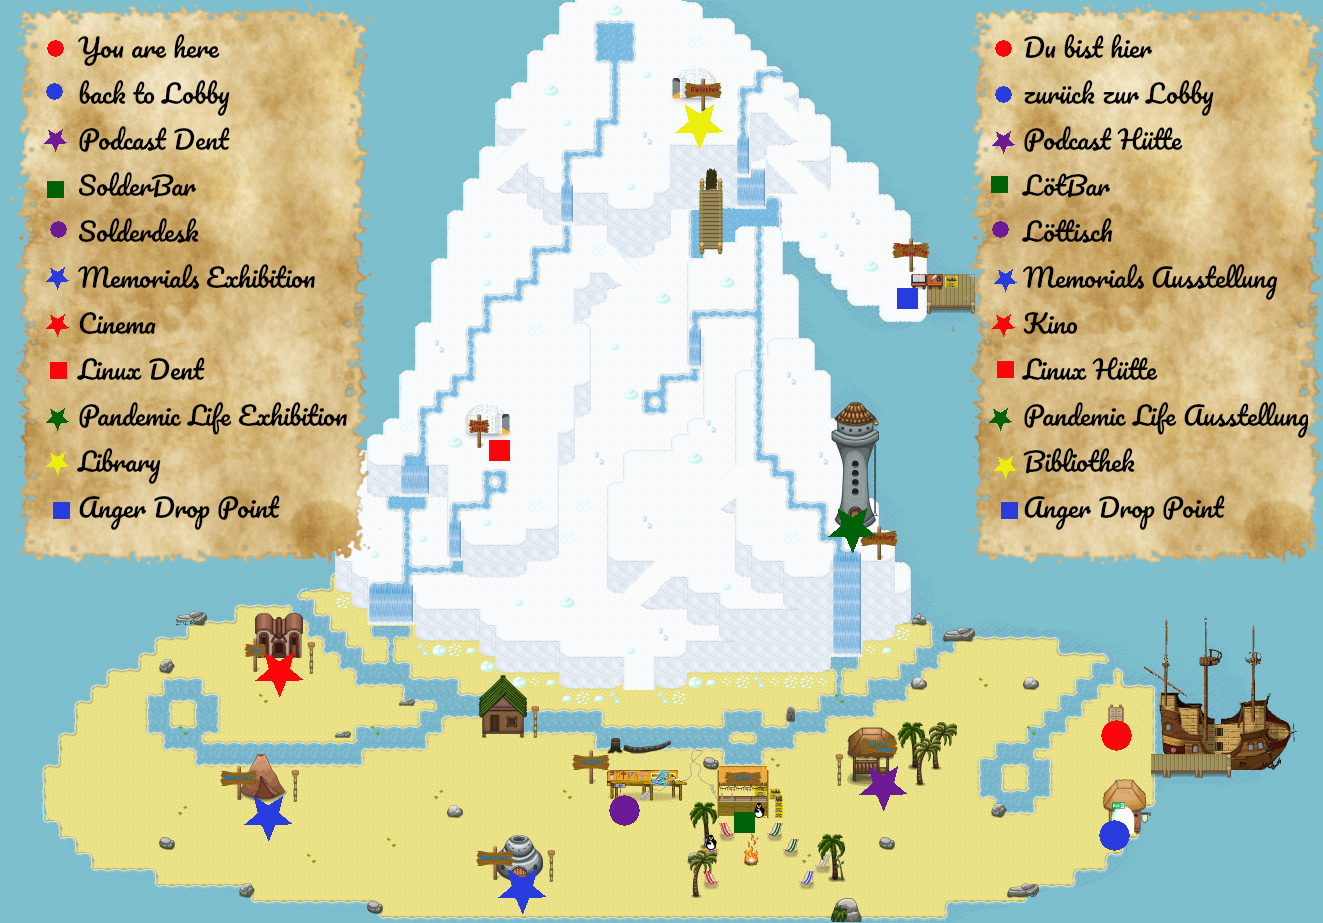 You are here
back to Lobby
Podcast Dent
SolderBar
Solderdesk
Memorials Exhibition
Cinema
Linux Dent
Pandemic Life Exhibition
Library
Anger Drop Point
Du bist hier
zurück zur Lobby
Podcast Hütte
LötBar
Löttisch
Memorials Ausstellung
Kino
Linux Hütte
Pandemic Life Ausstellung
Bibliothek
Anger Drop Point